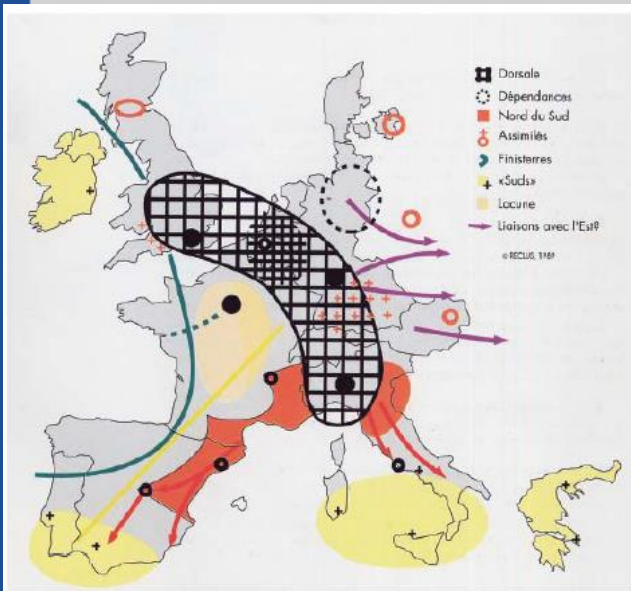 Dorsale
Dépendances
Nord du Sud
Assimilés
Finisterres
«Suds»
Lacune
Liaisons avec l'Est?
© RECLUS, 1989